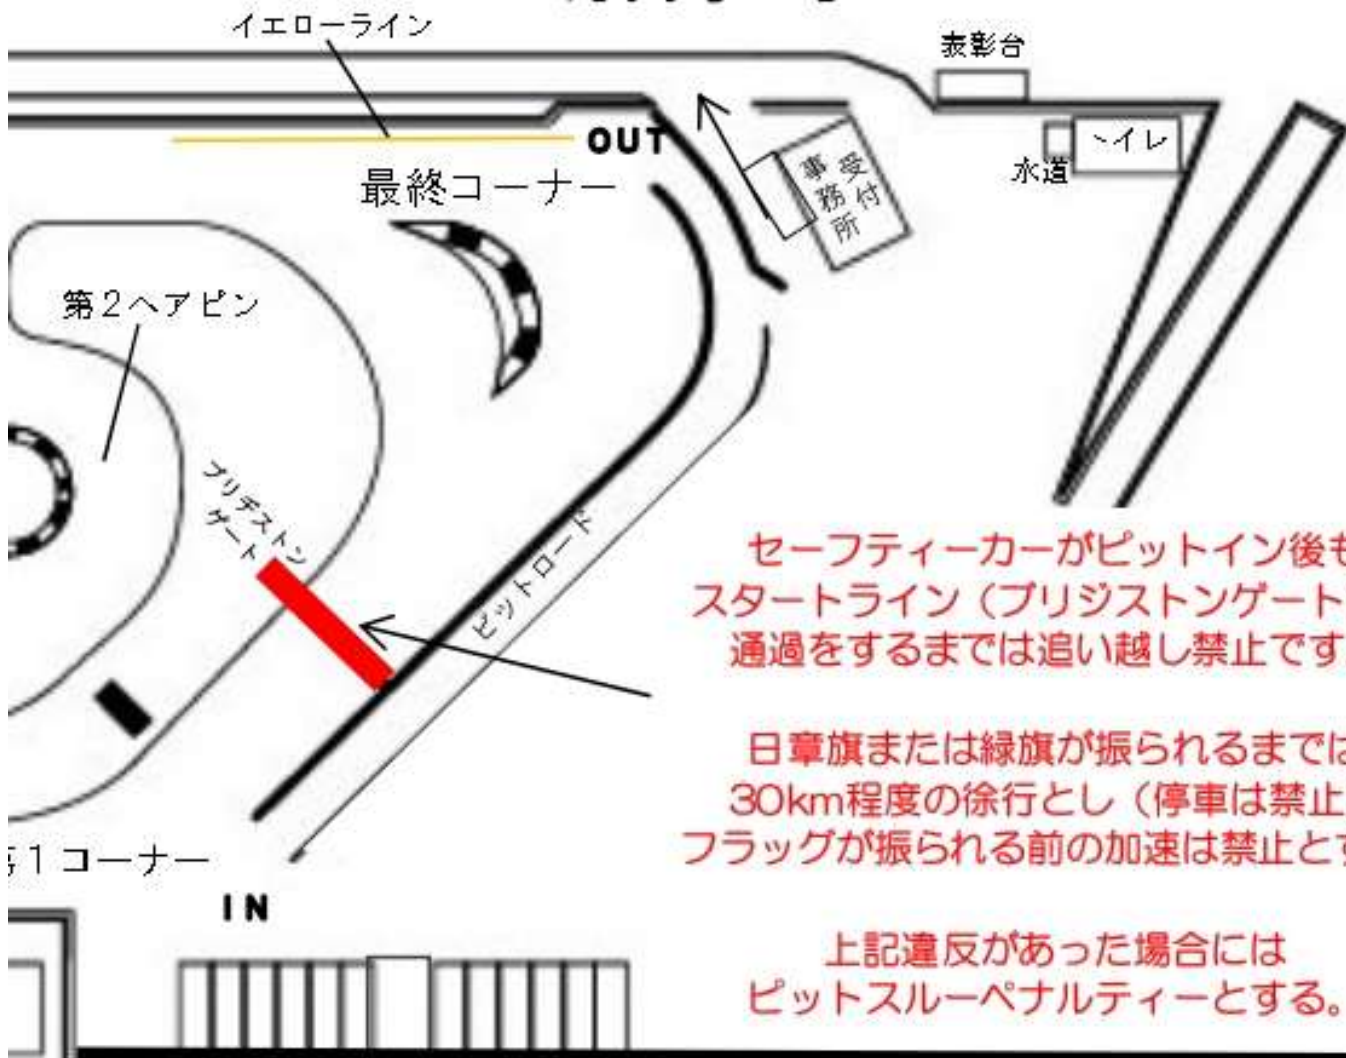 イエローライン
表彰台
OUT
トイレ
水道
受付
事務所
最終コーナー
第2ヘアピン
ブリヂストン
ゲート
ピットロード
セーフティーカーがピットイン後も
スタートライン(ブリジストンゲート
通過をするまでは追い越し禁止です
日章旗または緑旗が振られるまでは
30km程度の徐行とし(停車は禁止
フラッグが振られる前の加速は禁止とす
1コーナー
IN
上記違反があった場合には
ピットスルーペナルティーとする。